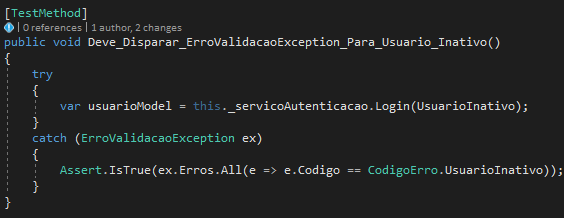 [TestMethod]
| 0 references | 1 author, 2 changes
public void Deve_Disparar_ErroValidacaoException_Para_Usuario_Inativo()
{
try
{
var usuarioModel = this._servicoAutenticacao.Login(UsuarioInativo);
}
catch (ErroValidacaoException ex)
{
Assert.IsTrue(ex.Erros.All(e => e.Codigo == CodigoErro.UsuarioInativo));
}
}